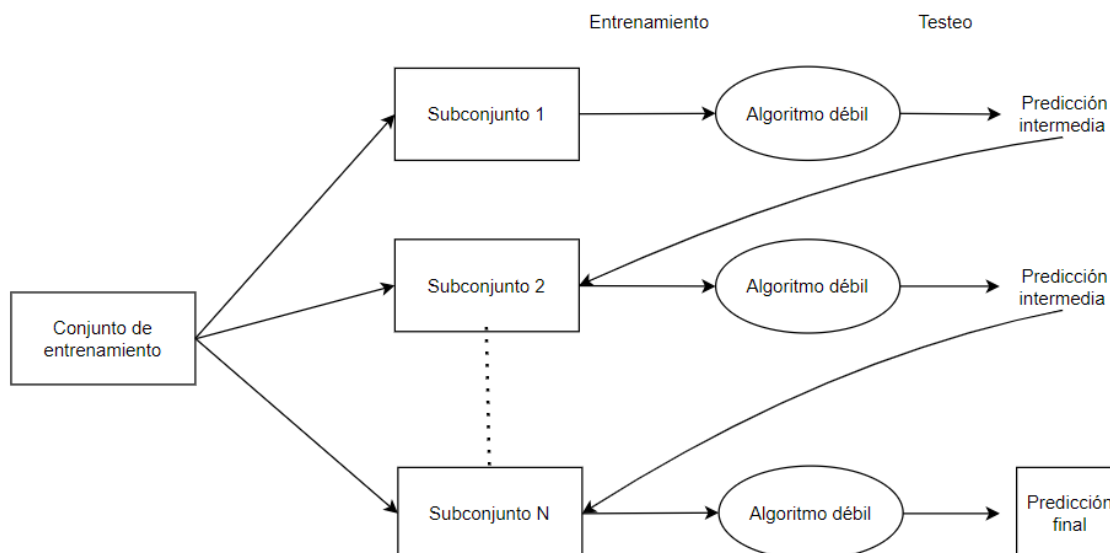 Entrenamiento
Testeo
Subconjunto 1
Algoritmo débil
Predicción
intermedia
Subconjunto 2
Algoritmo débil
Predicción
intermedia
Conjunto de
entrenamiento
Subconjunto N
Algoritmo débil
Predicción
final